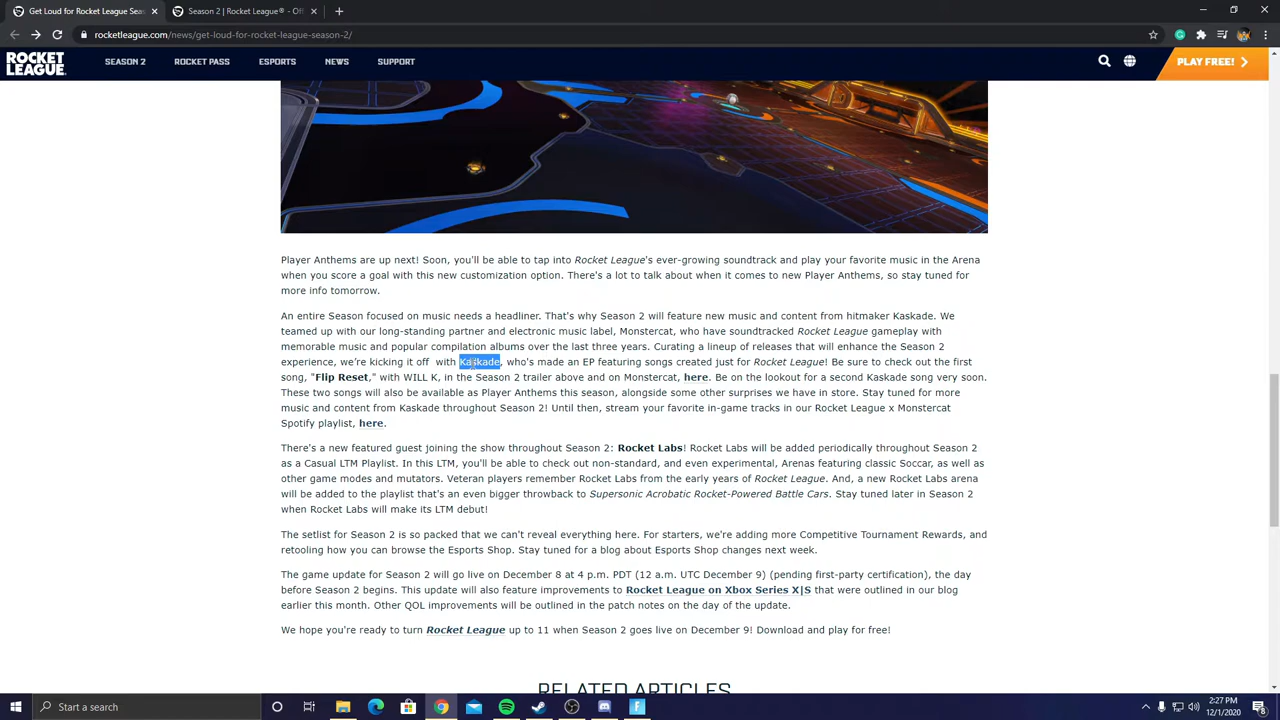 Get Loud for Rocket League Sea
Season 2 | Rocket League® - Off
rocketleague.com/news/get-loud-for-rocket-league-season-2/
ROCKET
LEAGUE
SEASON 2
ROCKET PASS
ESPORTS
NEWS
SUPPORT
PLAY FREE!
Player Anthems are up next! Soon, you'll be able to tap into Rocket League's ever-growing soundtrack and play your favorite music in the Arena
when you score a goal with this new customization option. There's a lot to talk about when it comes to new Player Anthems, so stay tuned for
more info tomorrow.
An entire Season focused on music needs a headliner. That's why Season 2 will feature new music and content from hitmaker Kaskade. We
teamed up with our long-standing partner and electronic music label, Monstercat, who have soundtracked Rocket League gameplay with
memorable music and popular compilation albums over the last three years. Curating a lineup of releases that will enhance the Season 2
experience, we're kicking it off with Kaskade, who's made an EP featuring songs created just for Rocket League! Be sure to check out the first
song, "Flip Reset," with WILL K, in the Season 2 trailer above and on Monstercat, here. Be on the lookout for a second Kaskade song very soon.
These two songs will also be available as Player Anthems this season, alongside some other surprises we have in store. Stay tuned for more
music and content from Kaskade throughout Season 2! Until then, stream your favorite in-game tracks in our Rocket League x Monstercat
Spotify playlist, here.
There's a new featured guest joining the show throughout Season 2: Rocket Labs! Rocket Labs will be added periodically throughout Season 2
as a Casual LTM Playlist. In this LTM, you'll be able to check out non-standard, and even experimental, Arenas featuring classic Soccar, as well as
other game modes and mutators. Veteran players remember Rocket Labs from the early years of Rocket League. And, a new Rocket Labs arena
will be added to the playlist that's an even bigger throwback to Supersonic Acrobatic Rocket-Powered Battle Cars. Stay tuned later in Season 2
when Rocket Labs will make its LTM debut!
The setlist for Season 2 is so packed that we can't reveal everything here. For starters, we're adding more Competitive Tournament Rewards, and
retooling how you can browse the Esports Shop. Stay tuned for a blog about Esports Shop changes next week.
The game update for Season 2 will go live on December 8 at 4 p.m. PDT (12 a.m. UTC December 9) (pending first-party certification), the day
before Season 2 begins. This update will also feature improvements to Rocket League on Xbox Series X|S that were outlined in our blog
earlier this month. Other QOL improvements will be outlined in the patch notes on the day of the update.
We hope you're ready to turn Rocket League up to 11 when Season 2 goes live on December 9! Download and play for free!
RELATED ARTICLES
Start a search
2:27 PM
12/1/2020